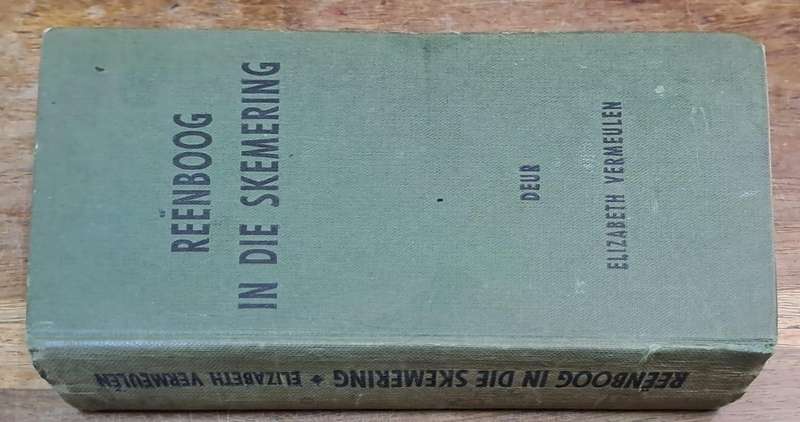 REËNBOOG
IN DIE SKEMERING
DEUR
ELIZABETH VERMEULEN
REËNBOOG IN DIE SKEMERING ✦ ELIZABETH VERMEULEN